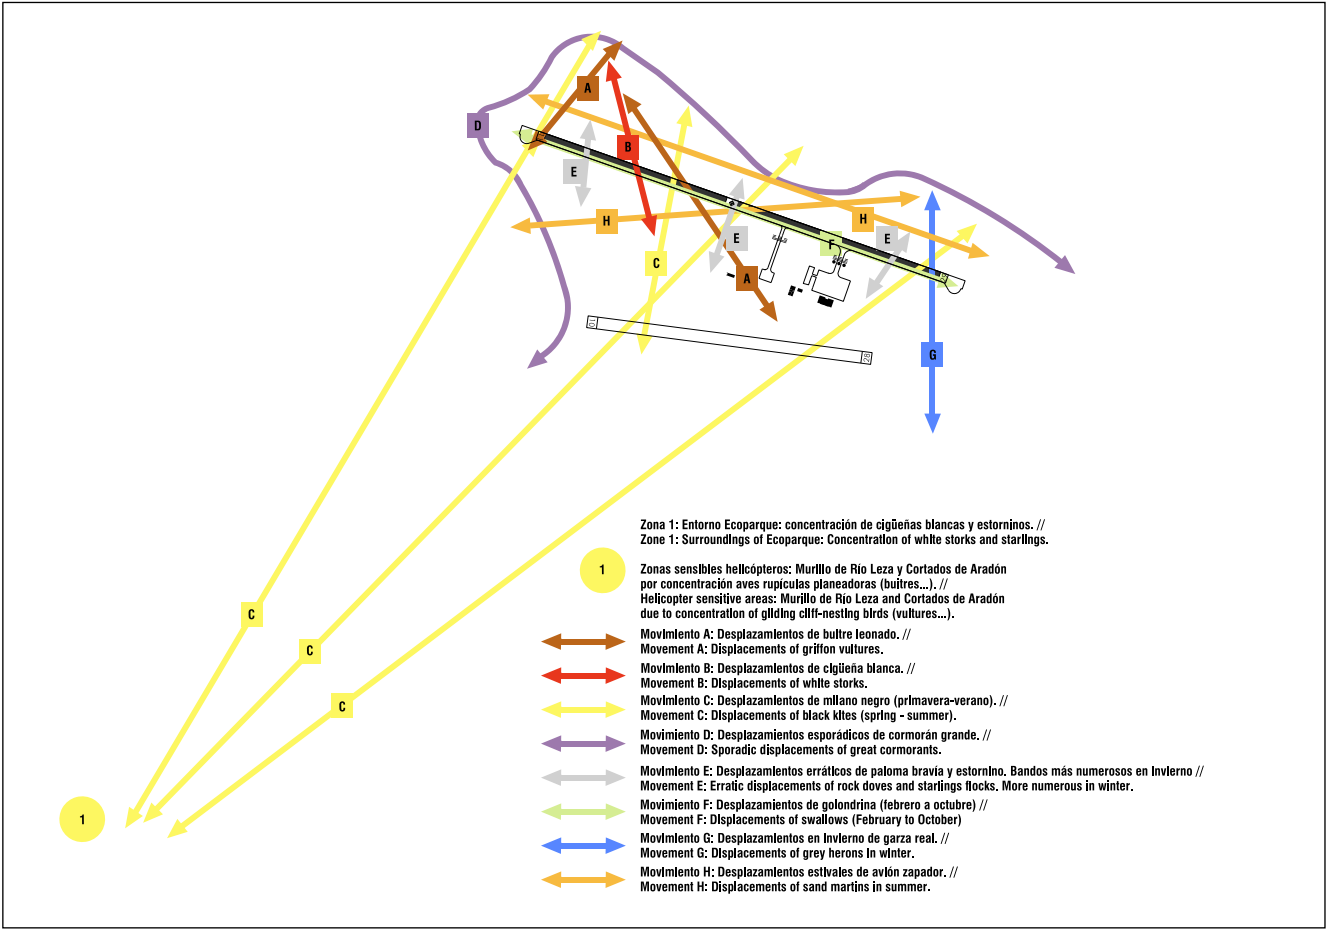 A
D
B
E
H
H
E
F
E
C
A
01
28
G
C
C
C
1
Zona 1: Entorno Ecoparque: concentración de cigüeñas blancas y estorninos. //
Zone 1: Surroundings of Ecoparque: Concentration of white storks and starlings.
1
Zonas sensibles helicópteros: Murillo de Río Leza y Cortados de Aradón
por concentración aves rupículas planeadoras (buitres...). //
Helicopter sensitive areas: Murillo de Río Leza and Cortados de Aradón
due to concentration of gliding cliff-nesting birds (vultures...).
Movimiento A: Desplazamientos de buitre leonado. //
Movement A: Displacements of griffon vultures.
Movimiento B: Desplazamientos de cigüeña blanca. //
Movement B: Displacements of white storks.
Movimiento C: Desplazamientos de milano negro (primavera-verano). //
Movement C: Displacements of black kites (spring - summer).
Movimiento D: Desplazamientos esporádicos de cormorán grande. //
Movement D: Sporadic displacements of great cormorants.
Movimiento E: Desplazamientos erráticos de paloma bravía y estornino. Bandos más numerosos en invierno //
Movement E: Erratic displacements of rock doves and starlings flocks. More numerous in winter.
Movimiento F: Desplazamientos de golondrina (febrero a octubre) //
Movement F: Displacements of swallows (February to October)
Movimiento G: Desplazamientos en invierno de garza real. //
Movement G: Displacements of grey herons in winter.
Movimiento H: Desplazamientos estivales de avión zapador. //
Movement H: Displacements of sand martins in summer.